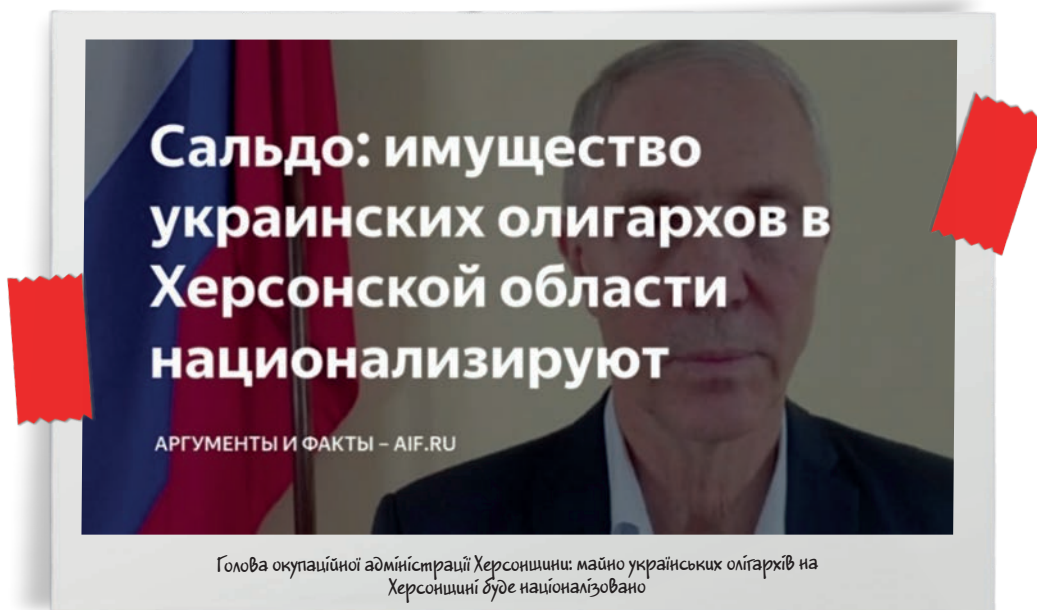 Сальдо: имущество
украинских олигархов в
Херсонской области
национализируют
АРГУМЕНТЫ И ФАКТЫ – AIF.RU
Голова окупаційної адміністрації Херсонщини: майно українських олігархів на
Херсонщині буде націоналізовано